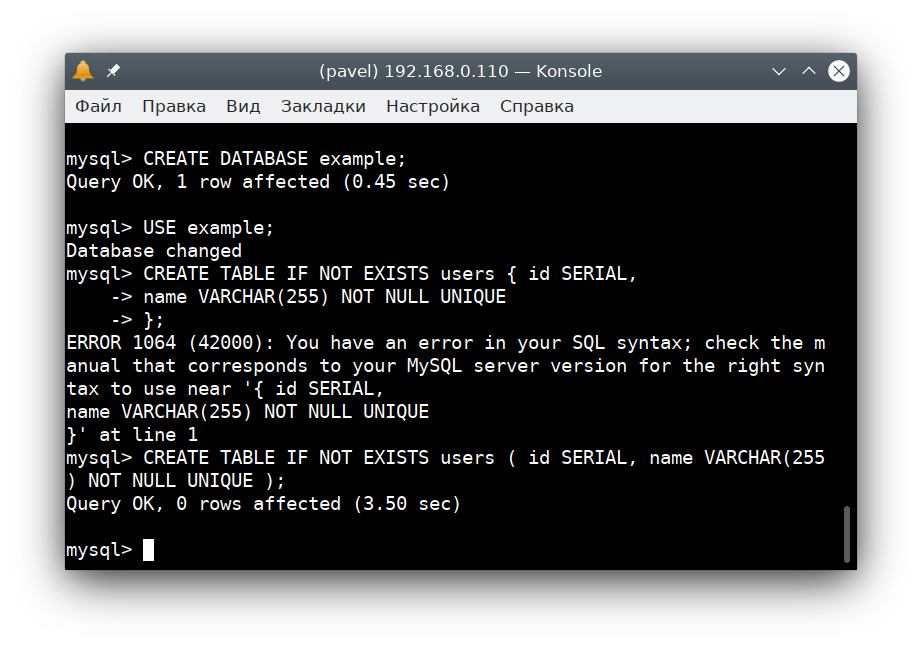 (pavel) 192.168.0.110 — Konsole
Файл Правка Вид Закладки Настройка Справка
mysql> CREATE DATABASE example;
Query OK, 1 row affected (0.45 sec)
mysql> USE example;
Database changed
mysql> CREATE TABLE IF NOT EXISTS users { id SERIAL,
    -> name VARCHAR(255) NOT NULL UNIQUE
    -> };
ERROR 1064 (42000): You have an error in your SQL syntax; check the m
anual that corresponds to your MySQL server version for the right syn
tax to use near '{ id SERIAL,
name VARCHAR(255) NOT NULL UNIQUE
}' at line 1
mysql> CREATE TABLE IF NOT EXISTS users ( id SERIAL, name VARCHAR(255
) NOT NULL UNIQUE );
Query OK, 0 rows affected (3.50 sec)
mysql>